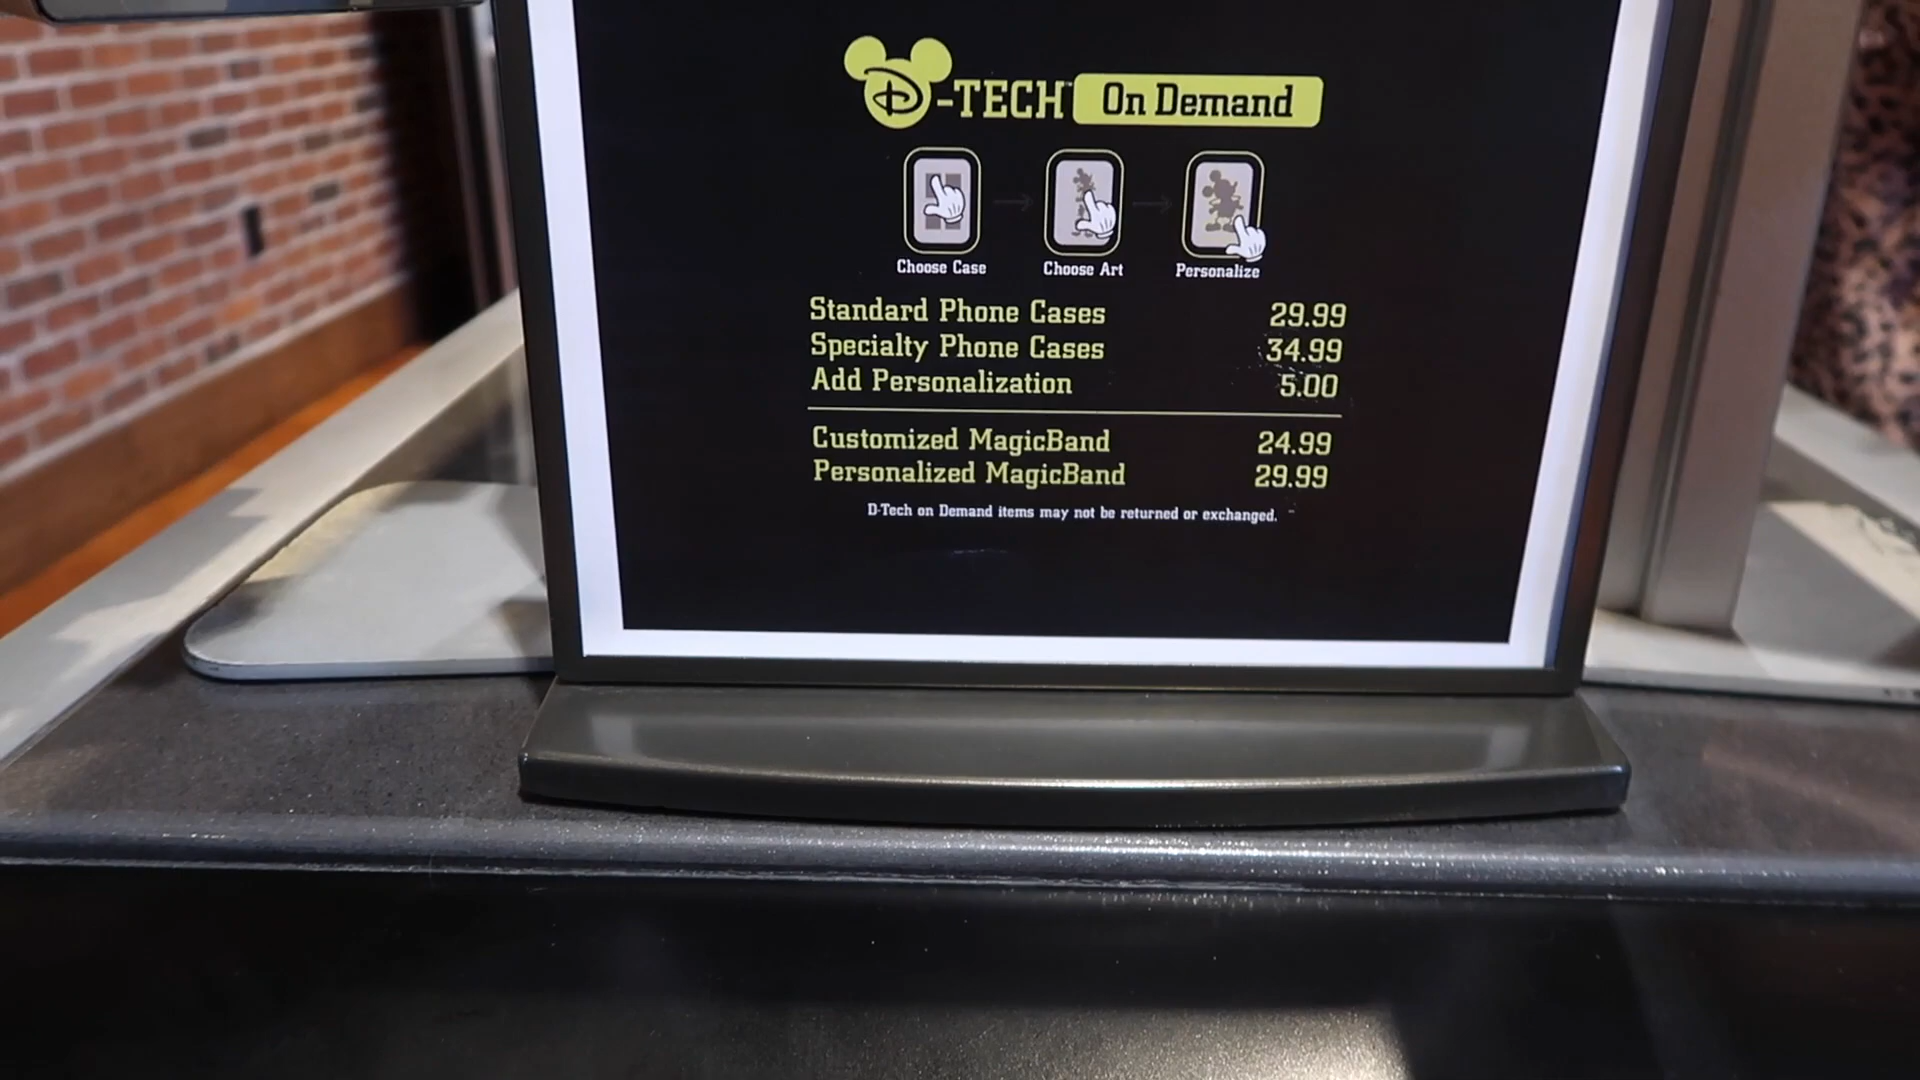 D-TECH™ On Demand
Choose Case Choose Art Personalize
Standard Phone Cases 29.99
Specialty Phone Cases 34.99
Add Personalization 5.00
Customized MagicBand 24.99
Personalized MagicBand 29.99
D-Tech on Demand items may not be returned or exchanged.